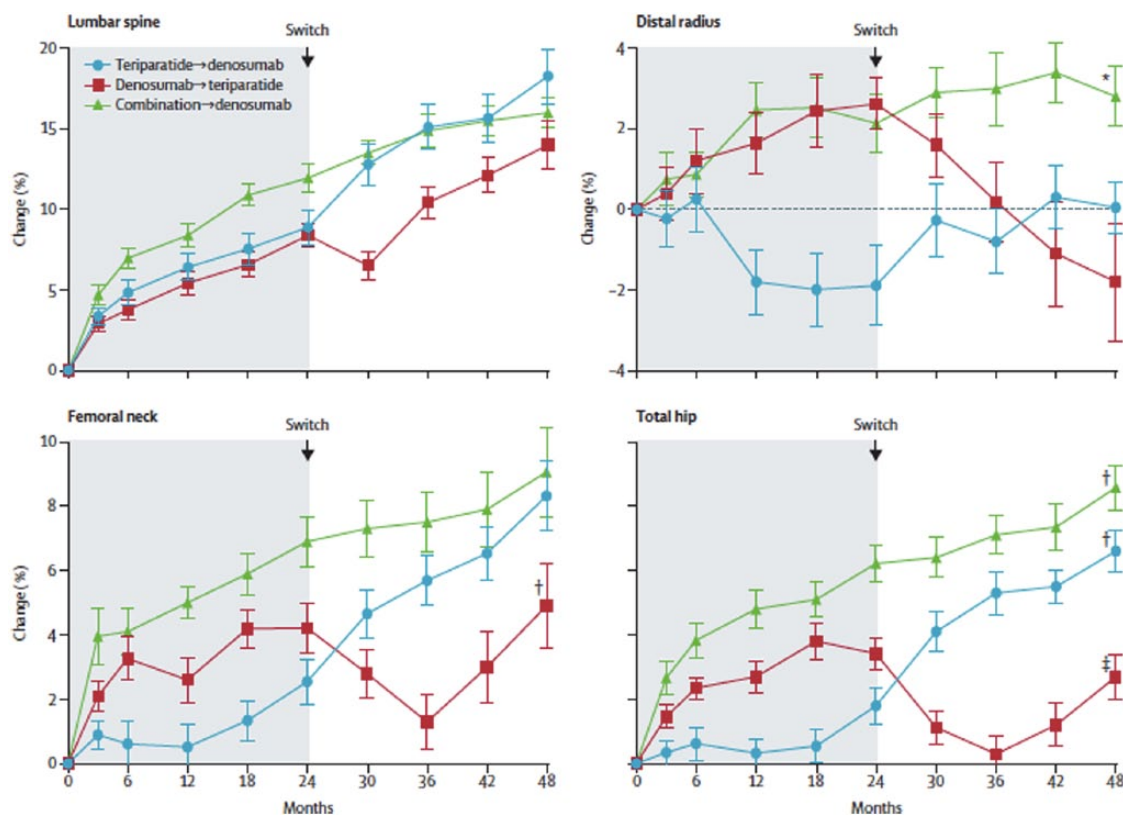 Lumbar spine
Switch
20
15
10
5
0
Change (%)
Teriparatide→denosumab
Denosumab→teriparatide
Combination→denosumab
Distal radius
Switch
4
2
0
−2
−4
Change (%)
*
Femoral neck
Switch
10
8
6
4
2
0
Change (%)
†
0 6 12 18 24 30 36 42 48
Months
Total hip
Switch
†
†
‡
0 6 12 18 24 30 36 42 48
Months